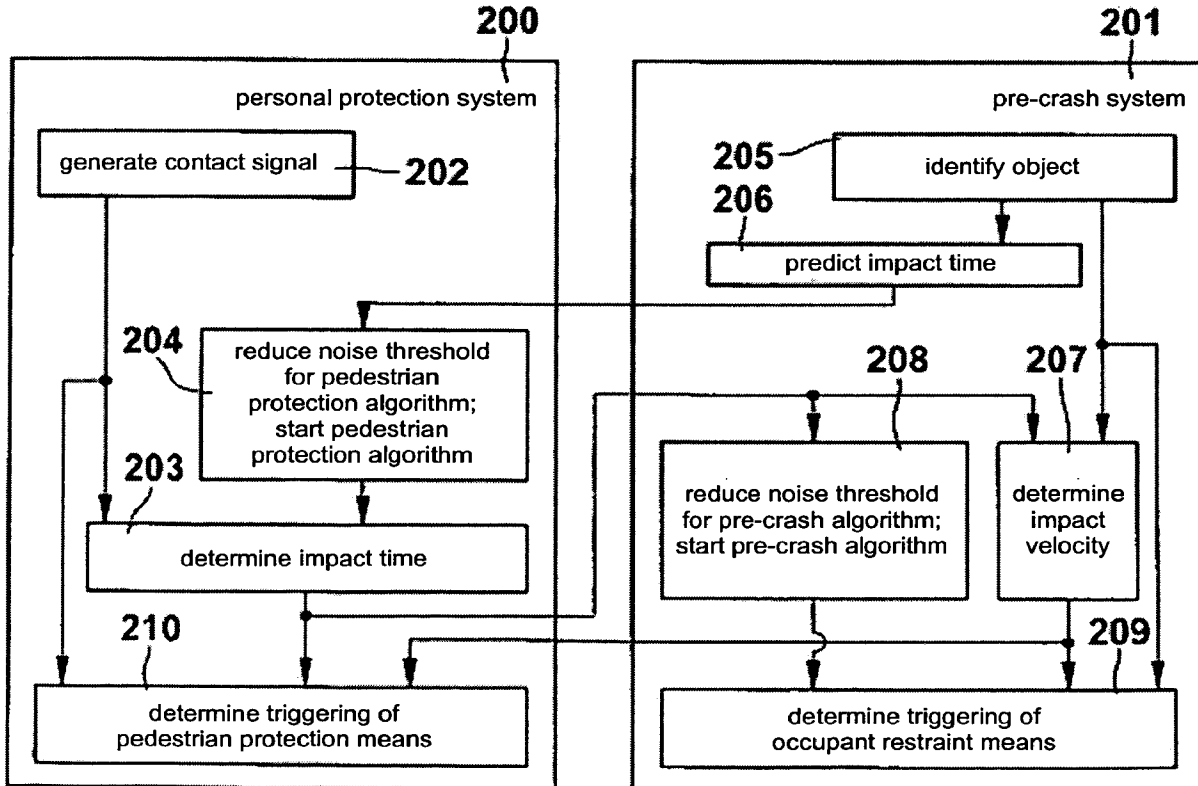 200
201
personal protection system
pre-crash system
generate contact signal
202
205
identify object
206
predict impact time
204
reduce noise threshold
for pedestrian
protection algorithm;
start pedestrian
protection algorithm
208
207
203
reduce noise threshold
for pre-crash algorithm;
start pre-crash algorithm
determine
impact
velocity
determine impact time
210
209
determine triggering of
pedestrian protection means
determine triggering of
occupant restraint means